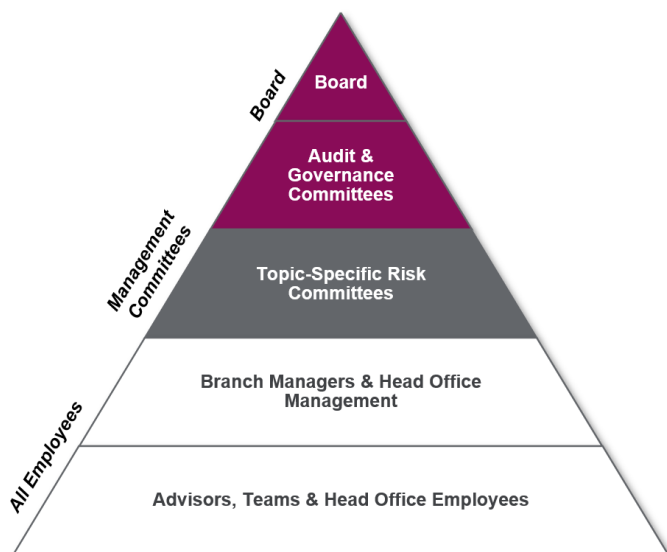 Board
Board
Audit &
Governance
Committees
Management
Committees
Topic-Specific Risk
Committees
Branch Managers & Head Office
Management
All Employees
Advisors, Teams & Head Office Employees